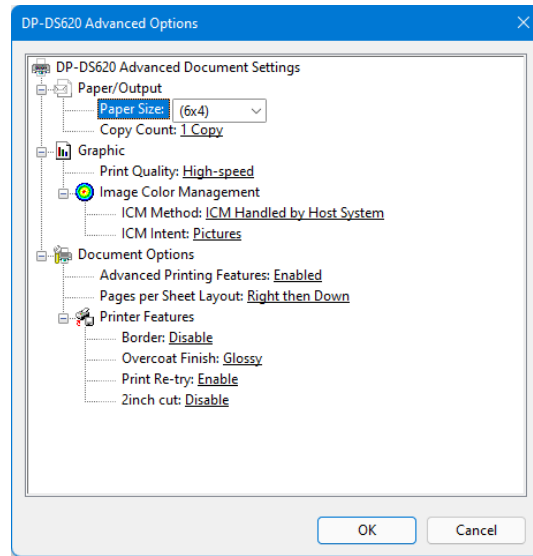 DP-DS620 Advanced Options
DP-DS620 Advanced Document Settings
Paper/Output
Paper Size: (6x4)
Copy Count: 1 Copy
Graphic
Print Quality: High-speed
Image Color Management
ICM Method: ICM Handled by Host System
ICM Intent: Pictures
Document Options
Advanced Printing Features: Enabled
Pages per Sheet Layout: Right then Down
Printer Features
Border: Disable
Overcoat Finish: Glossy
Print Re-try: Enable
2inch cut: Disable
OK Cancel